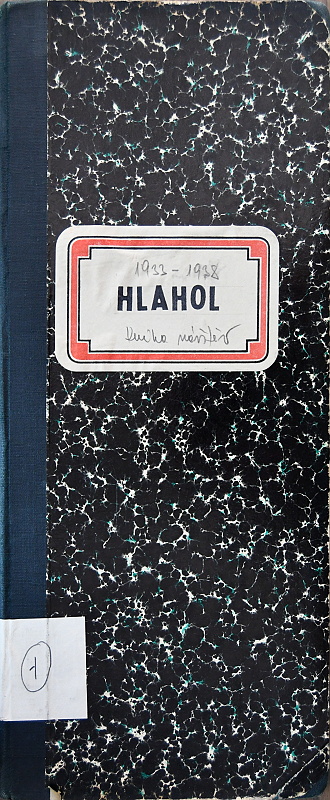 1933 - 1938
HLAHOL
Kniha návštěv
1